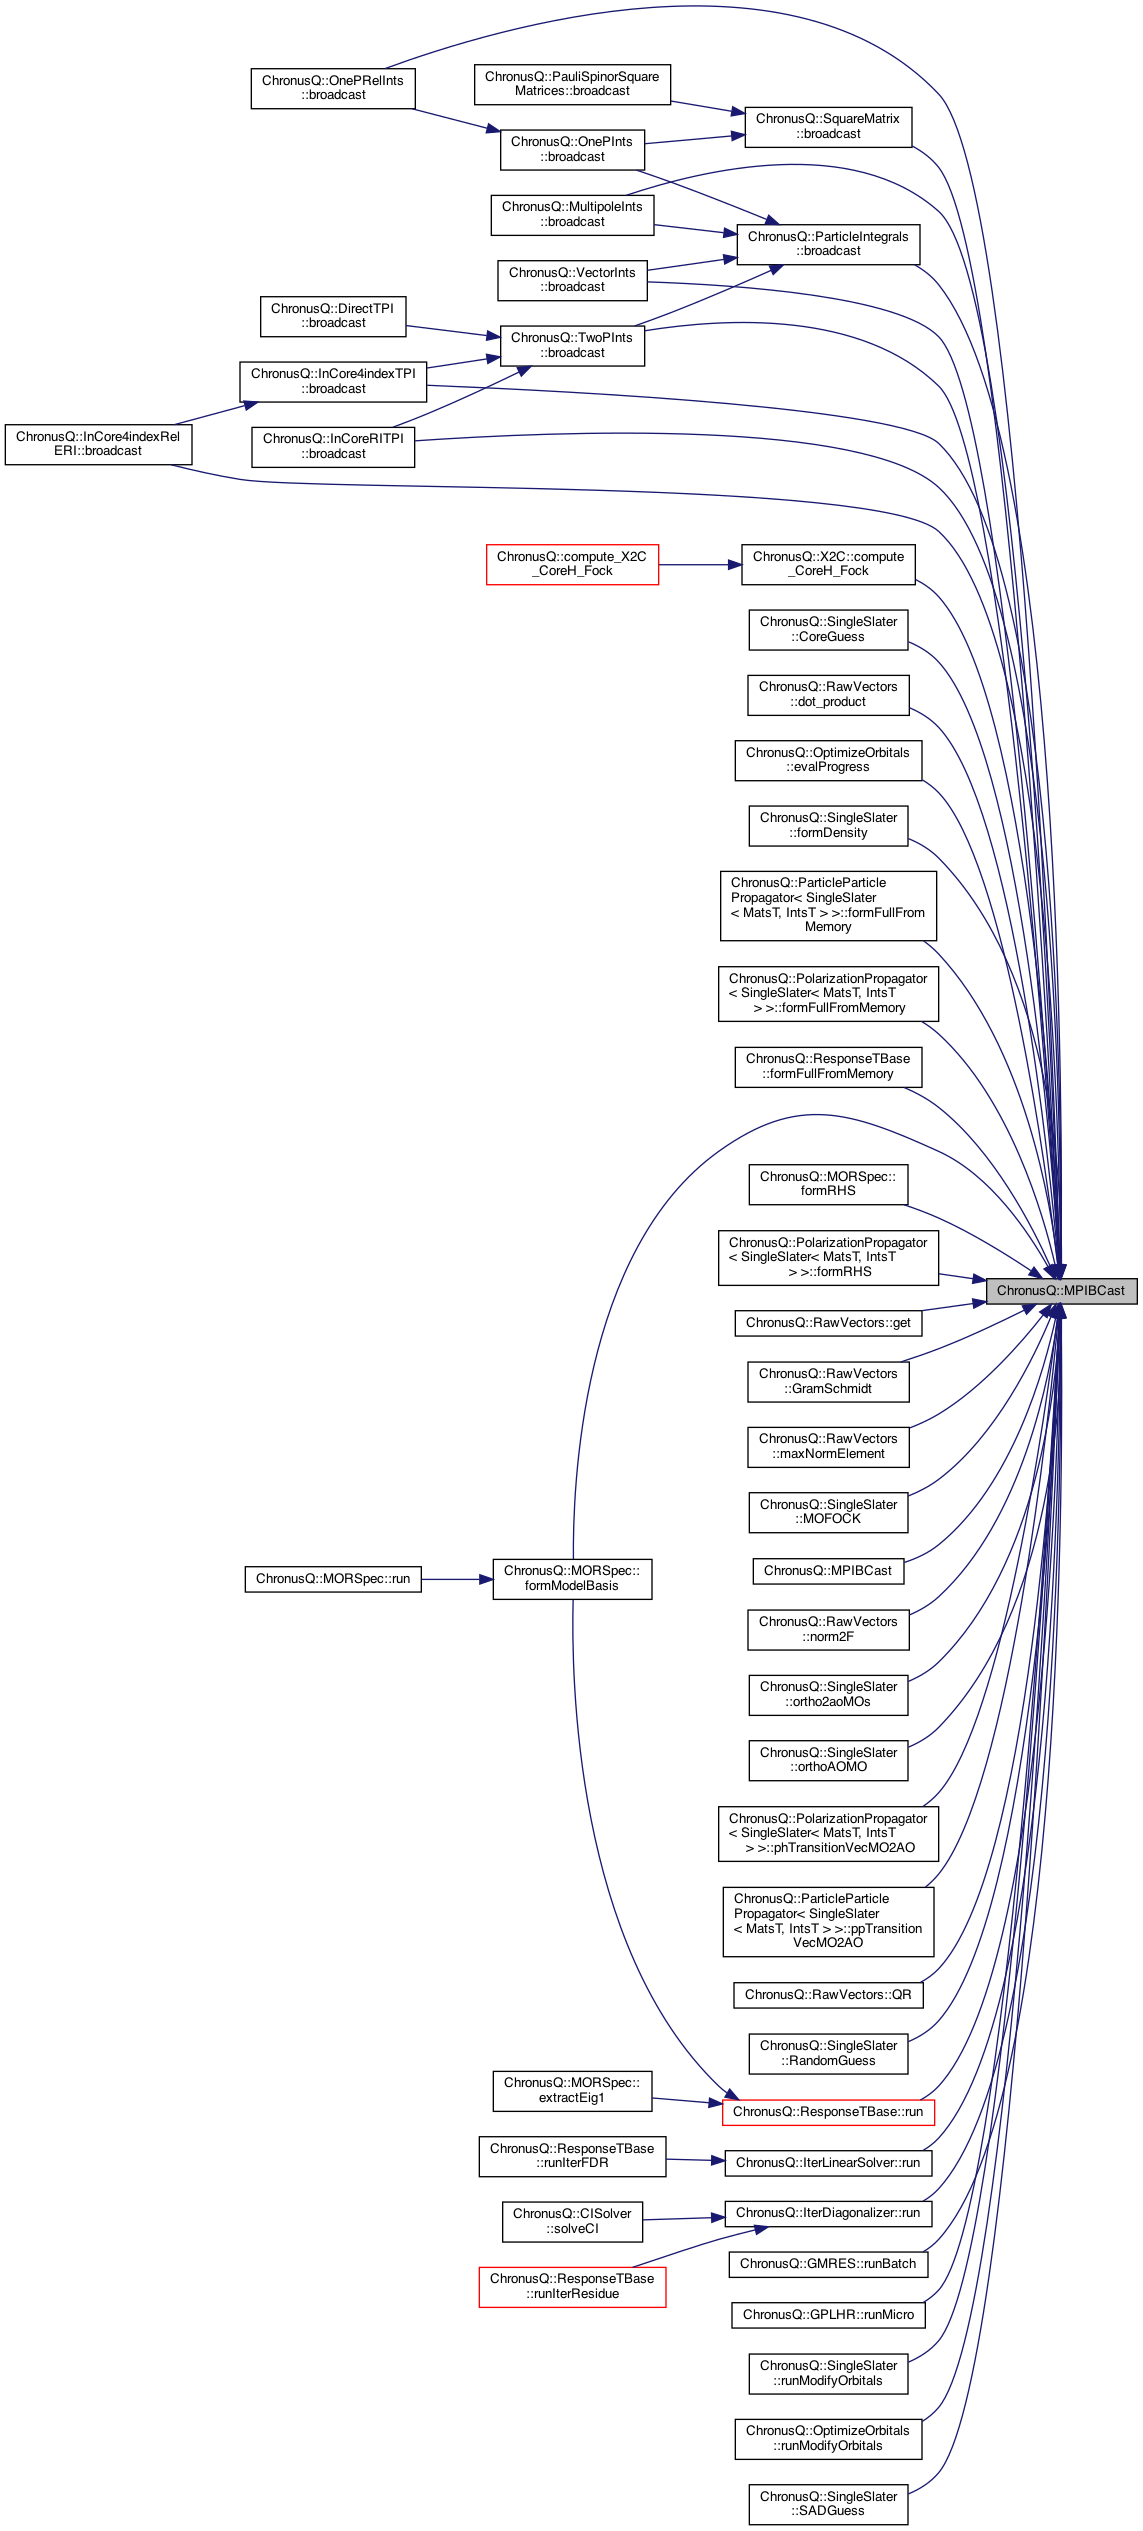 ChronusQ::OnePRelInts
::broadcast
ChronusQ::PauliSpinorSquare
Matrices::broadcast
ChronusQ::SquareMatrix
::broadcast
ChronusQ::OnePInts
::broadcast
ChronusQ::MultipoleInts
::broadcast
ChronusQ::ParticleIntegrals
::broadcast
ChronusQ::VectorInts
::broadcast
ChronusQ::DirectTPI
::broadcast
ChronusQ::TwoPInts
::broadcast
ChronusQ::InCore4indexTPI
::broadcast
ChronusQ::InCore4indexRel
ERI::broadcast
ChronusQ::InCoreRITPI
::broadcast
ChronusQ::compute_X2C
_CoreH_Fock
ChronusQ::X2C::compute
_CoreH_Fock
ChronusQ::SingleSlater
::CoreGuess
ChronusQ::RawVectors
::dot_product
ChronusQ::OptimizeOrbitals
::evalProgress
ChronusQ::SingleSlater
::formDensity
ChronusQ::ParticleParticle
Propagator< SingleSlater
< MatsT, IntsT > >::formFullFrom
Memory
ChronusQ::PolarizationPropagator
< SingleSlater< MatsT, IntsT
> >::formFullFromMemory
ChronusQ::ResponseTBase
::formFullFromMemory
ChronusQ::MORSpec::
formRHS
ChronusQ::PolarizationPropagator
< SingleSlater< MatsT, IntsT
> >::formRHS
ChronusQ::MPIBCast
ChronusQ::RawVectors::get
ChronusQ::RawVectors
::GramSchmidt
ChronusQ::RawVectors
::maxNormElement
ChronusQ::SingleSlater
::MOFOCK
ChronusQ::MORSpec::run
ChronusQ::MORSpec::
formModelBasis
ChronusQ::MPIBCast
ChronusQ::RawVectors
::norm2F
ChronusQ::SingleSlater
::ortho2aoMOs
ChronusQ::SingleSlater
::orthoAOMO
ChronusQ::PolarizationPropagator
< SingleSlater< MatsT, IntsT
> >::phTransitionVecMO2AO
ChronusQ::ParticleParticle
Propagator< SingleSlater
< MatsT, IntsT > >::ppTransition
VecMO2AO
ChronusQ::RawVectors::QR
ChronusQ::SingleSlater
::RandomGuess
ChronusQ::MORSpec::
extractEig1
ChronusQ::ResponseTBase::run
ChronusQ::ResponseTBase
::runIterFDR
ChronusQ::IterLinearSolver::run
ChronusQ::CISolver
::solveCI
ChronusQ::IterDiagonalizer::run
ChronusQ::ResponseTBase
::runIterResidue
ChronusQ::GMRES::runBatch
ChronusQ::GPLHR::runMicro
ChronusQ::SingleSlater
::runModifyOrbitals
ChronusQ::OptimizeOrbitals
::runModifyOrbitals
ChronusQ::SingleSlater
::SADGuess